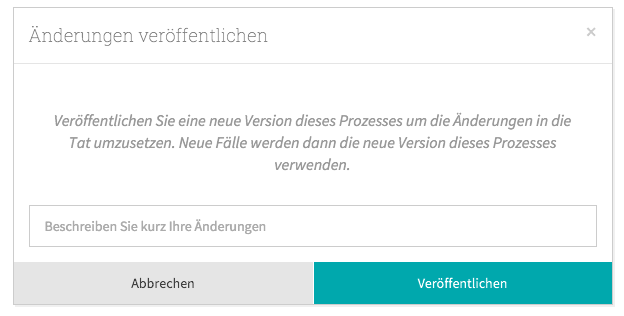 Änderungen veröffentlichen
×
Veröffentlichen Sie eine neue Version dieses Prozesses um die Änderungen in die
Tat umzusetzen. Neue Fälle werden dann die neue Version dieses Prozesses
verwenden.
Beschreiben Sie kurz Ihre Änderungen
Abbrechen
Veröffentlichen